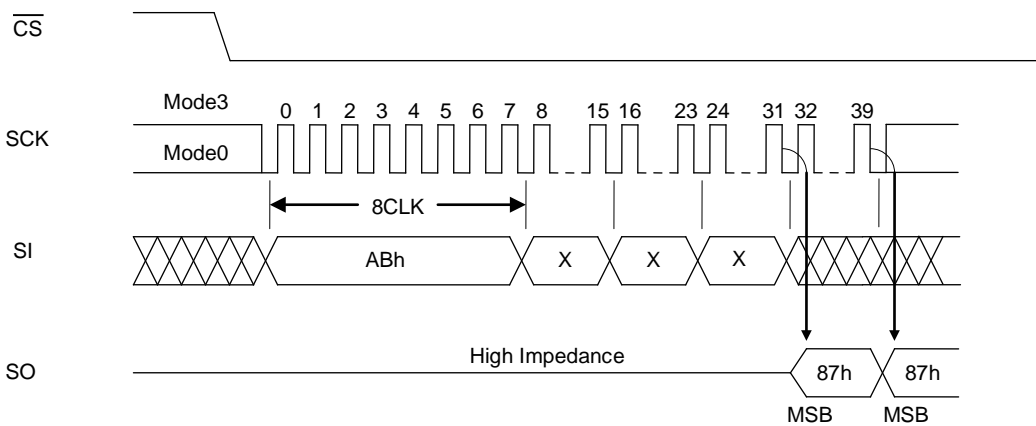 CS
Mode3
0 1 2 3 4 5 6 7 8 15 16 23 24 31 32 39
SCK
Mode0
8CLK
SI
ABh X X X
High Impedance
SO
87h 87h
MSB MSB